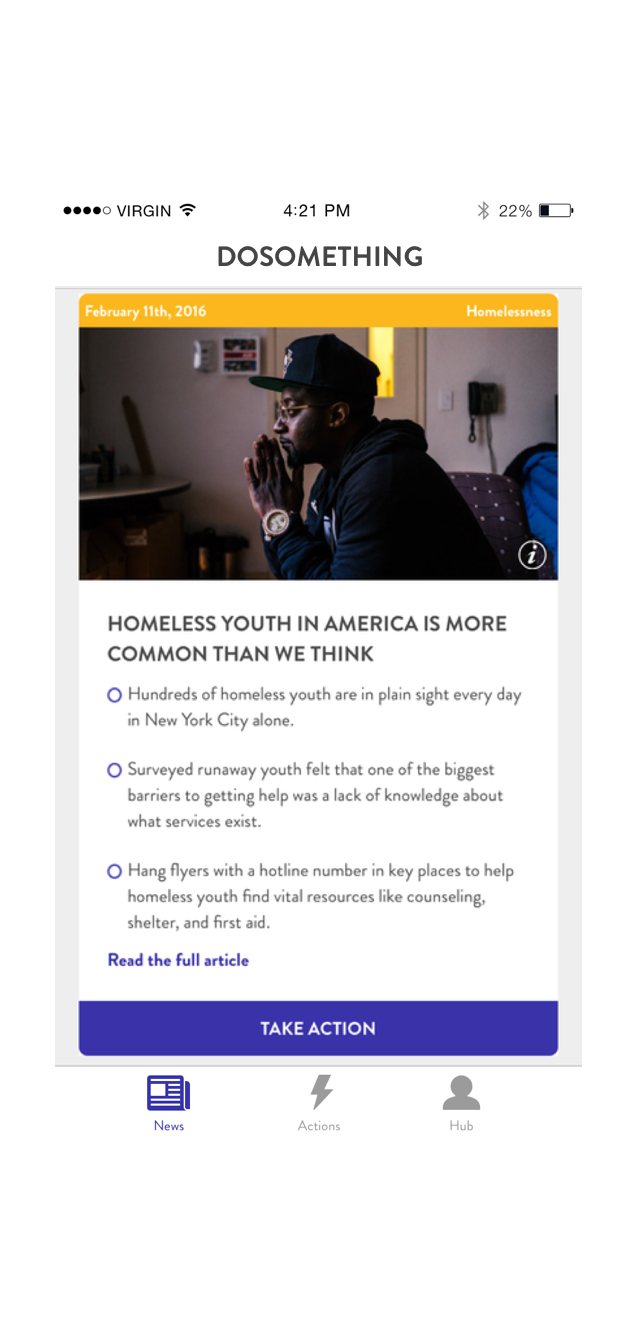 VIRGIN 4:21 PM 22%
DOSOMETHING
February 11th, 2016 Homelessness
HOMELESS YOUTH IN AMERICA IS MORE
COMMON THAN WE THINK
Hundreds of homeless youth are in plain sight every day
in New York City alone.
Surveyed runaway youth felt that one of the biggest
barriers to getting help was a lack of knowledge about
what services exist.
Hang flyers with a hotline number in key places to help
homeless youth find vital resources like counseling,
shelter, and first aid.
Read the full article
TAKE ACTION
News Actions Hub